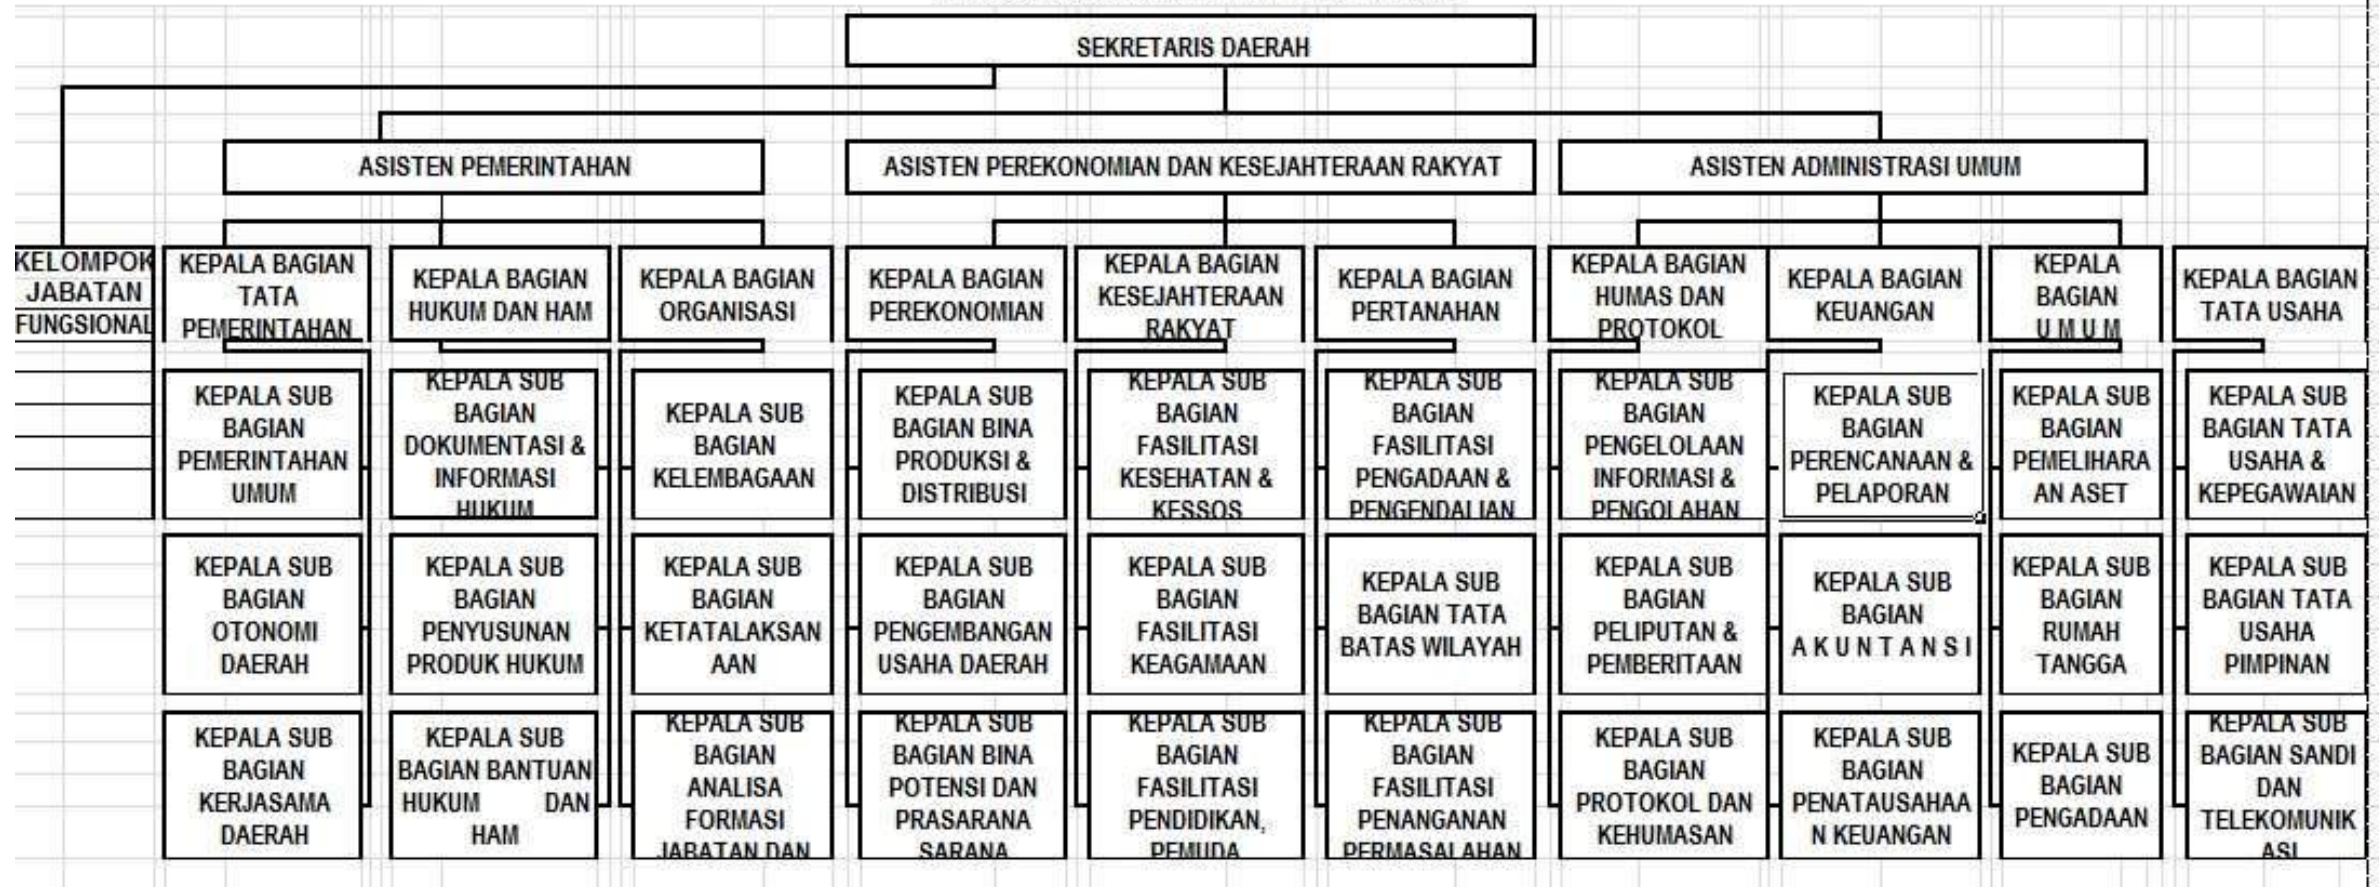 SEKRETARIS DAERAH
ASISTEN PEMERINTAHAN
ASISTEN PEREKONOMIAN DAN KESEJAHTERAAN RAKYAT
ASISTEN ADMINISTRASI UMUM
KELOMPOK
JABATAN
FUNGSIONAL
KEPALA BAGIAN
TATA
PEMERINTAHAN
KEPALA BAGIAN
HUKUM DAN HAM
KEPALA BAGIAN
ORGANISASI
KEPALA BAGIAN
PEREKONOMIAN
KEPALA BAGIAN
KESEJAHTERAAN
RAKYAT
KEPALA BAGIAN
PERTANAHAN
KEPALA BAGIAN
HUMAS DAN
PROTOKOL
KEPALA BAGIAN
KEUANGAN
KEPALA
BAGIAN
U M U M
KEPALA BAGIAN
TATA USAHA
KEPALA SUB
BAGIAN
PEMERINTAHAN
UMUM
KEPALA SUB
BAGIAN
DOKUMENTASI &
INFORMASI
HUKUM
KEPALA SUB
BAGIAN
KELEMBAGAAN
KEPALA SUB
BAGIAN BINA
PRODUKSI &
DISTRIBUSI
KEPALA SUB
BAGIAN
FASILITASI
KESEHATAN &
KESSOS
KEPALA SUB
BAGIAN
FASILITASI
PENGADAAN &
PENGENDALIAN
KEPALA SUB
BAGIAN
PENGELOLAAN
INFORMASI &
PENGOLAHAN
KEPALA SUB
BAGIAN
PERENCANAAN &
PELAPORAN
KEPALA SUB
BAGIAN
PEMELIHARA
AN ASET
KEPALA SUB
BAGIAN TATA
USAHA &
KEPEGAWAIAN
KEPALA SUB
BAGIAN
OTONOMI
DAERAH
KEPALA SUB
BAGIAN
PENYUSUNAN
PRODUK HUKUM
KEPALA SUB
BAGIAN
KETATALAKSAN
AAN
KEPALA SUB
BAGIAN
PENGEMBANGAN
USAHA DAERAH
KEPALA SUB
BAGIAN
FASILITASI
KEAGAMAAN
KEPALA SUB
BAGIAN TATA
BATAS WILAYAH
KEPALA SUB
BAGIAN
PELIPUTAN &
PEMBERITAAN
KEPALA SUB
BAGIAN
A K U N T A N S I
KEPALA SUB
BAGIAN
RUMAH
TANGGA
KEPALA SUB
BAGIAN TATA
USAHA
PIMPINAN
KEPALA SUB
BAGIAN
KERJASAMA
DAERAH
KEPALA SUB
BAGIAN BANTUAN
HUKUM DAN
HAM
KEPALA SUB
BAGIAN
ANALISA
FORMASI
JABATAN DAN
KEPALA SUB
BAGIAN BINA
POTENSI DAN
PRASARANA
SARANA
KEPALA SUB
BAGIAN
FASILITASI
PENDIDIKAN,
PEMUDA
KEPALA SUB
BAGIAN
FASILITASI
PENANGANAN
PERMASALAHAN
KEPALA SUB
BAGIAN
PROTOKOL DAN
KEHUMASAN
KEPALA SUB
BAGIAN
PENATAUSAHAA
N KEUANGAN
KEPALA SUB
BAGIAN
PENGADAAN
KEPALA SUB
BAGIAN SANDI
DAN
TELEKOMUNIK
ASI